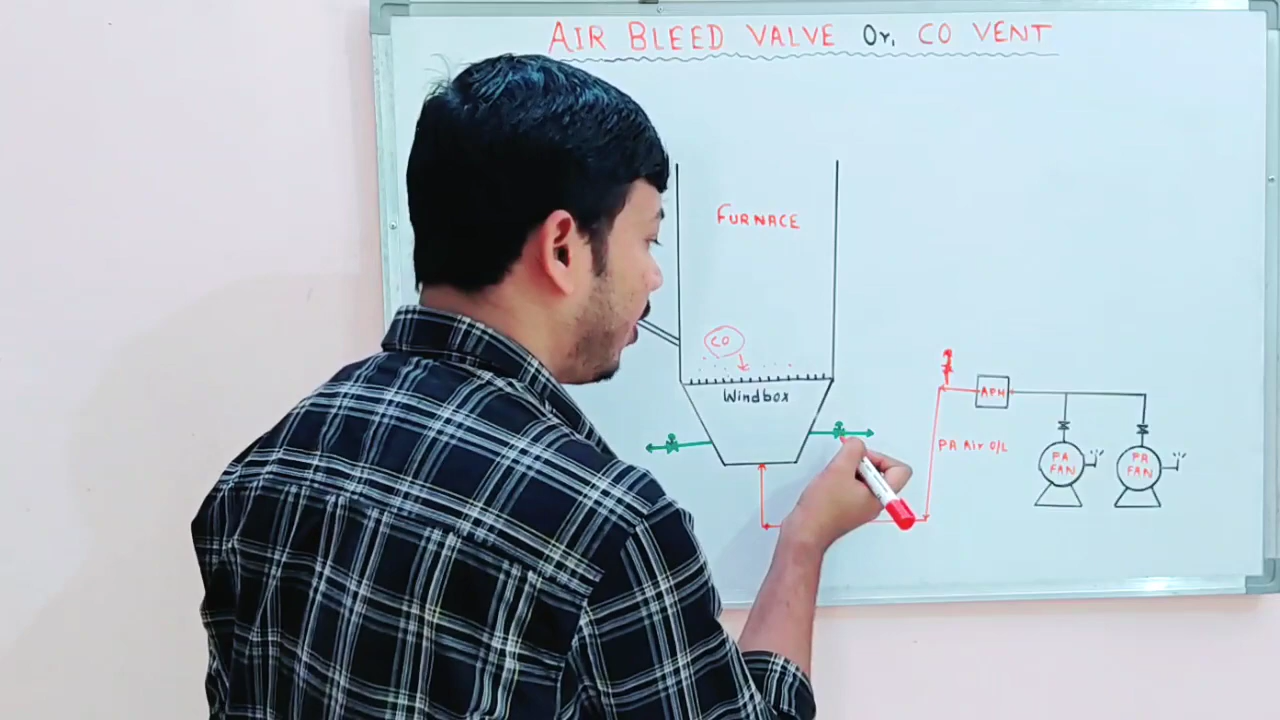 AIR BLEED VALVE Or, CO VENT
FURNACE
CO
Windbox
APH
PA Air O/L
PA FAN
PA FAN